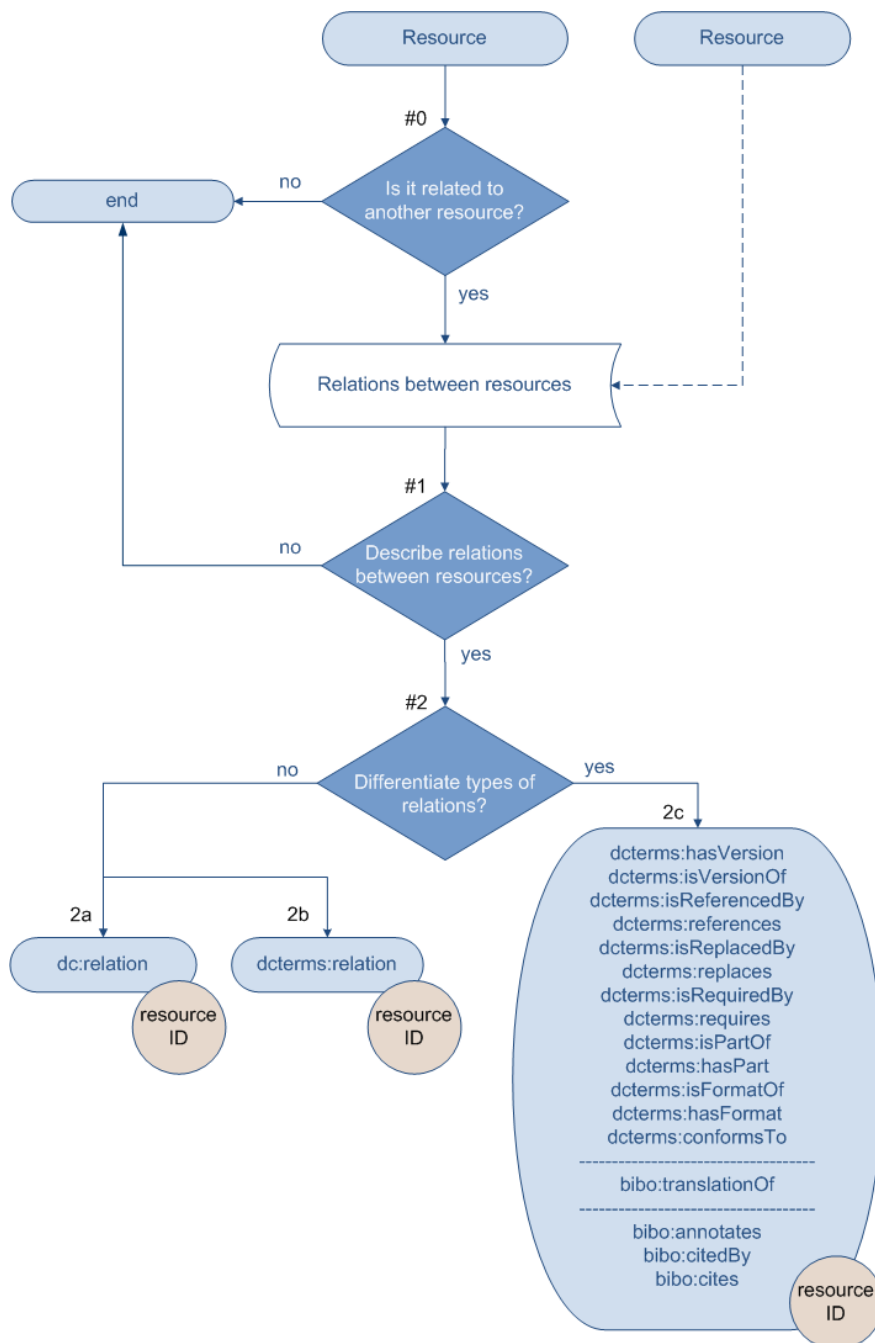 Resource
Resource
#0
Is it related to
another resource?
no
end
yes
Relations between resources
#1
Describe relations
between resources?
no
yes
#2
Differentiate types of
relations?
no
yes
2a
dc:relation
resource
ID
2b
dcterms:relation
resource
ID
2c
dcterms:hasVersion
dcterms:isVersionOf
dcterms:isReferencedBy
dcterms:references
dcterms:isReplacedBy
dcterms:replaces
dcterms:isRequiredBy
dcterms:requires
dcterms:isPartOf
dcterms:hasPart
dcterms:isFormatOf
dcterms:hasFormat
dcterms:conformsTo
bibo:translationOf
bibo:annotates
bibo:citedBy
bibo:cites
resource
ID